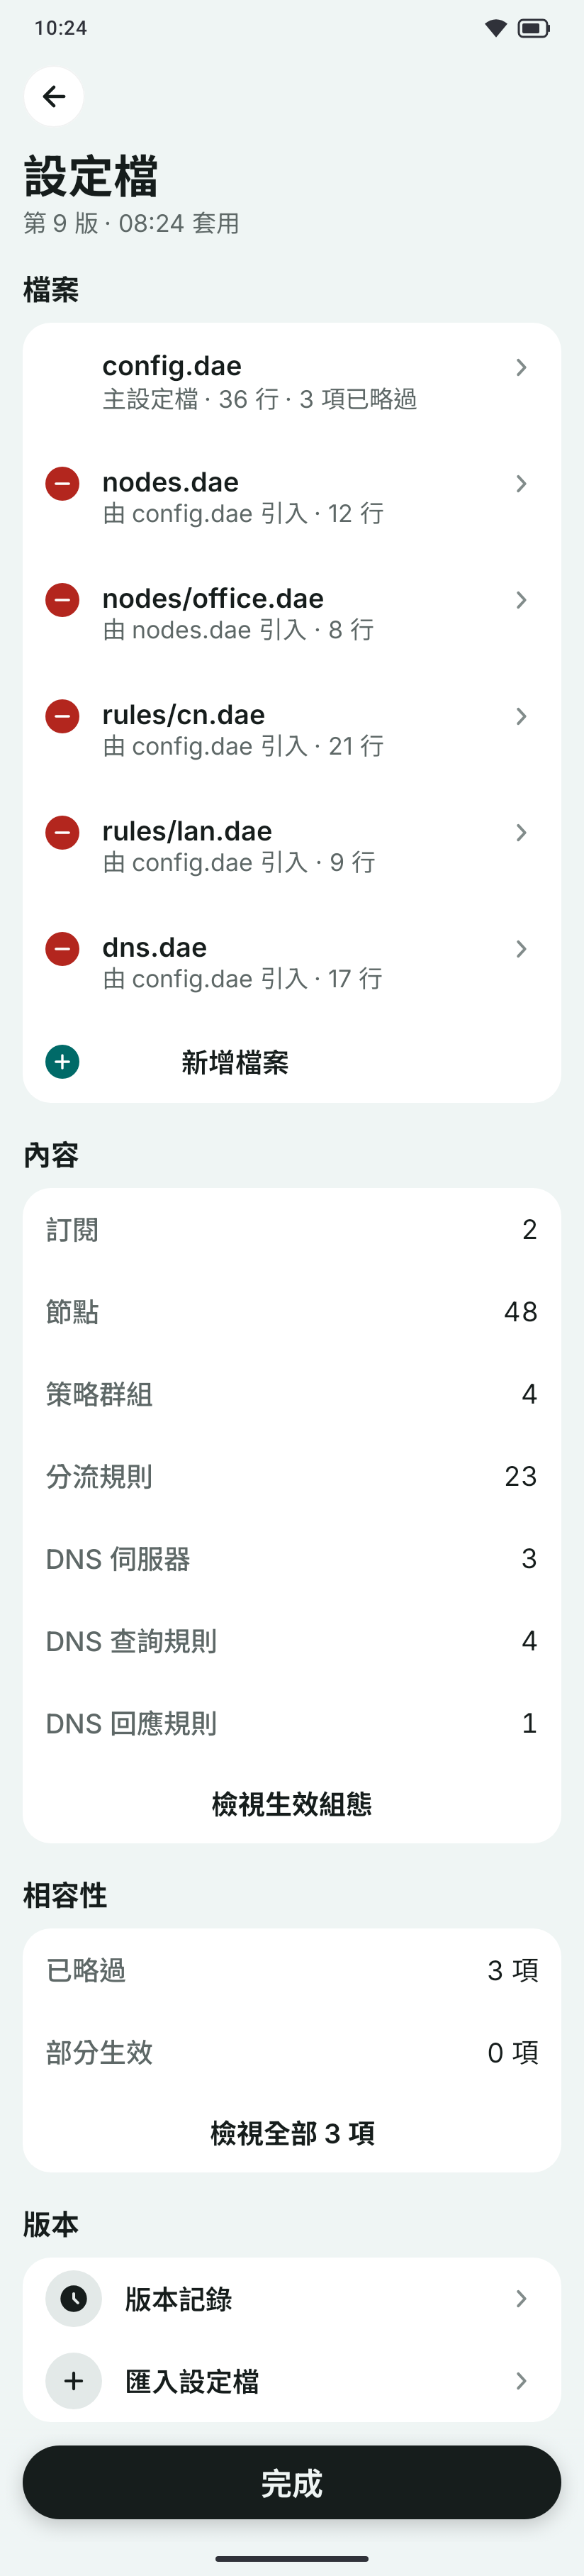 10:24
設定檔
第 9 版 · 08:24 套用
檔案
config.dae
主設定檔 · 36 行 · 3 項已略過
nodes.dae
由 config.dae 引入 · 12 行
nodes/office.dae
由 nodes.dae 引入 · 8 行
rules/cn.dae
由 config.dae 引入 · 21 行
rules/lan.dae
由 config.dae 引入 · 9 行
dns.dae
由 config.dae 引入 · 17 行
新增檔案
內容
訂閱 2
節點 48
策略群組 4
分流規則 23
DNS 伺服器 3
DNS 查詢規則 4
DNS 回應規則 1
檢視生效組態
相容性
已略過 3 項
部分生效 0 項
檢視全部 3 項
版本
版本記錄
匯入設定檔
完成